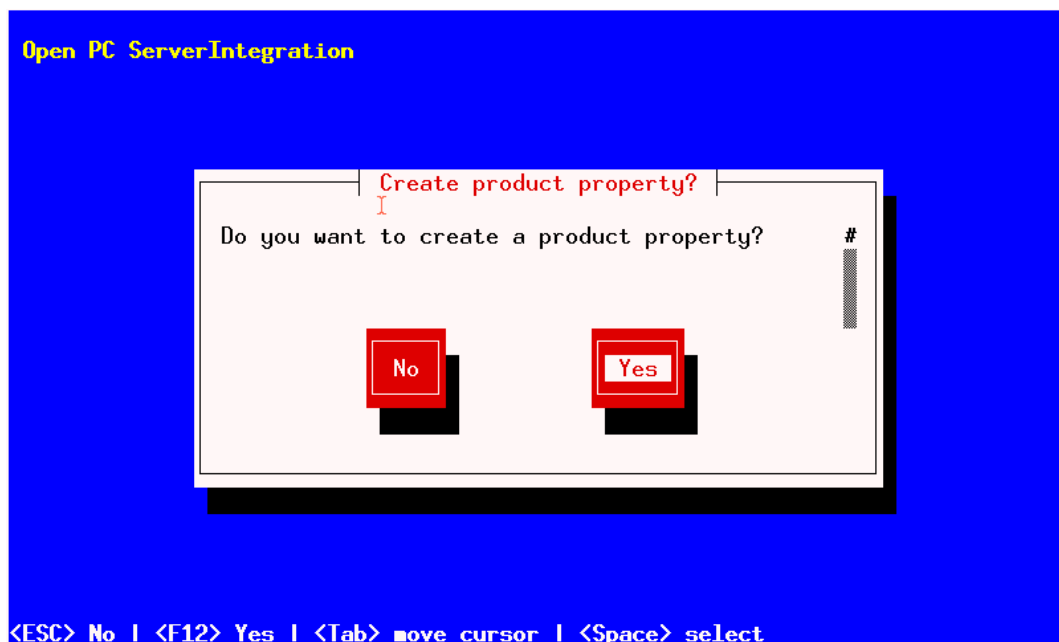 Open PC ServerIntegration
Create product property?
Do you want to create a product property? #
No Yes
<ESC> No | <F12> Yes | <Tab> move cursor | <Space> select